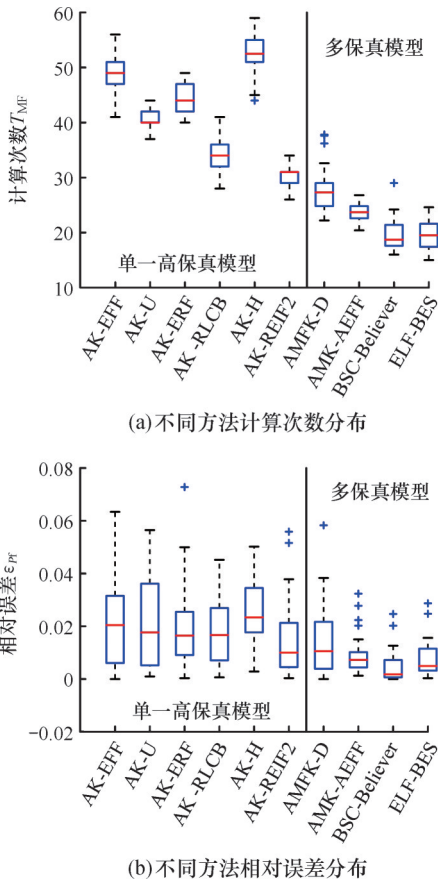 60
50
40
30
20
10
计算次数T_MF
多保真模型
单一高保真模型
AK-EFF
AK-U
AK-ERF
AK -RLCB
AK-H
AK-REIF2
AMFK-D
AMK-AEFF
BSC-Believer
ELF-BES
(a)不同方法计算次数分布
0.08
0.06
0.04
0.02
0
-0.02
相对误差ε_Pf
多保真模型
单一高保真模型
AK-EFF
AK-U
AK-ERF
AK -RLCB
AK-H
AK-REIF2
AMFK-D
AMK-AEFF
BSC-Believer
ELF-BES
(b)不同方法相对误差分布